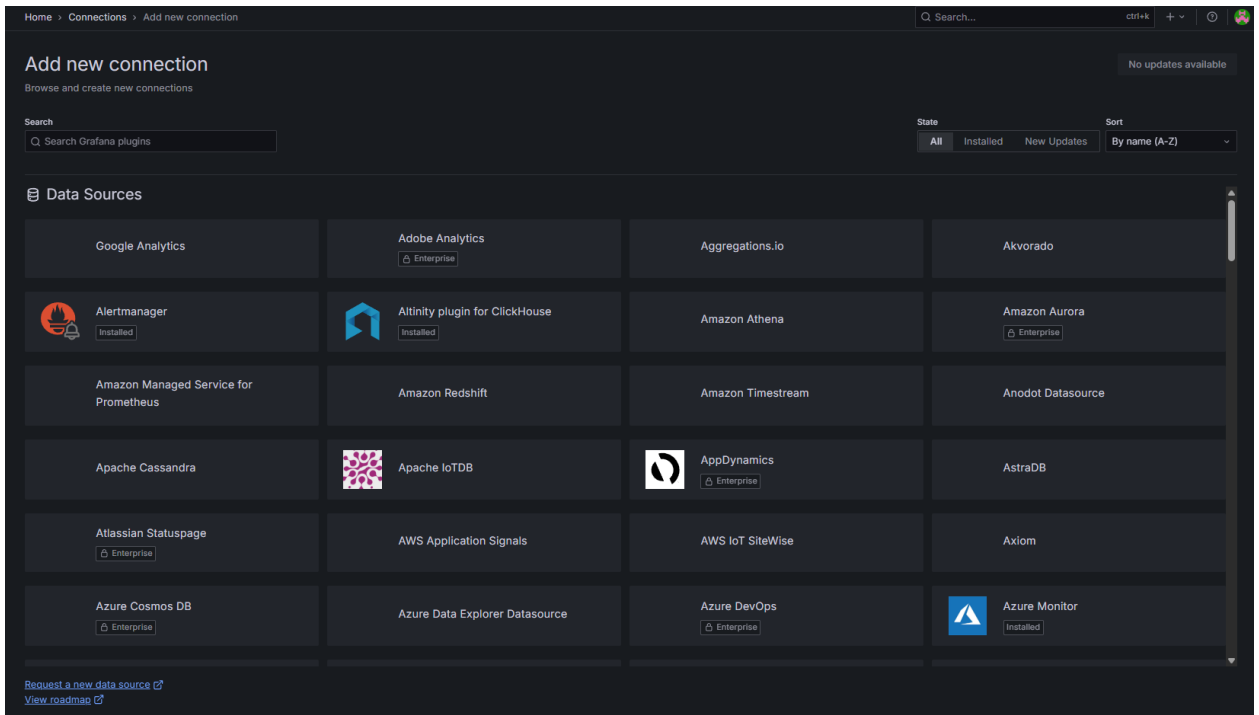 Home › Connections › Add new connection
Search...
ctrl+k
Add new connection
No updates available
Browse and create new connections
Search
State
Sort
Search Grafana plugins
All
Installed
New Updates
By name (A-Z)
Data Sources
Google Analytics
Adobe Analytics
Enterprise
Aggregations.io
Akvorado
Alertmanager
Installed
Altinity plugin for ClickHouse
Installed
Amazon Athena
Amazon Aurora
Enterprise
Amazon Managed Service for
Prometheus
Amazon Redshift
Amazon Timestream
Anodot Datasource
Apache Cassandra
Apache IoTDB
AppDynamics
Enterprise
AstraDB
Atlassian Statuspage
Enterprise
AWS Application Signals
AWS IoT SiteWise
Axiom
Azure Cosmos DB
Enterprise
Azure Data Explorer Datasource
Azure DevOps
Enterprise
Azure Monitor
Installed
Request a new data source
View roadmap